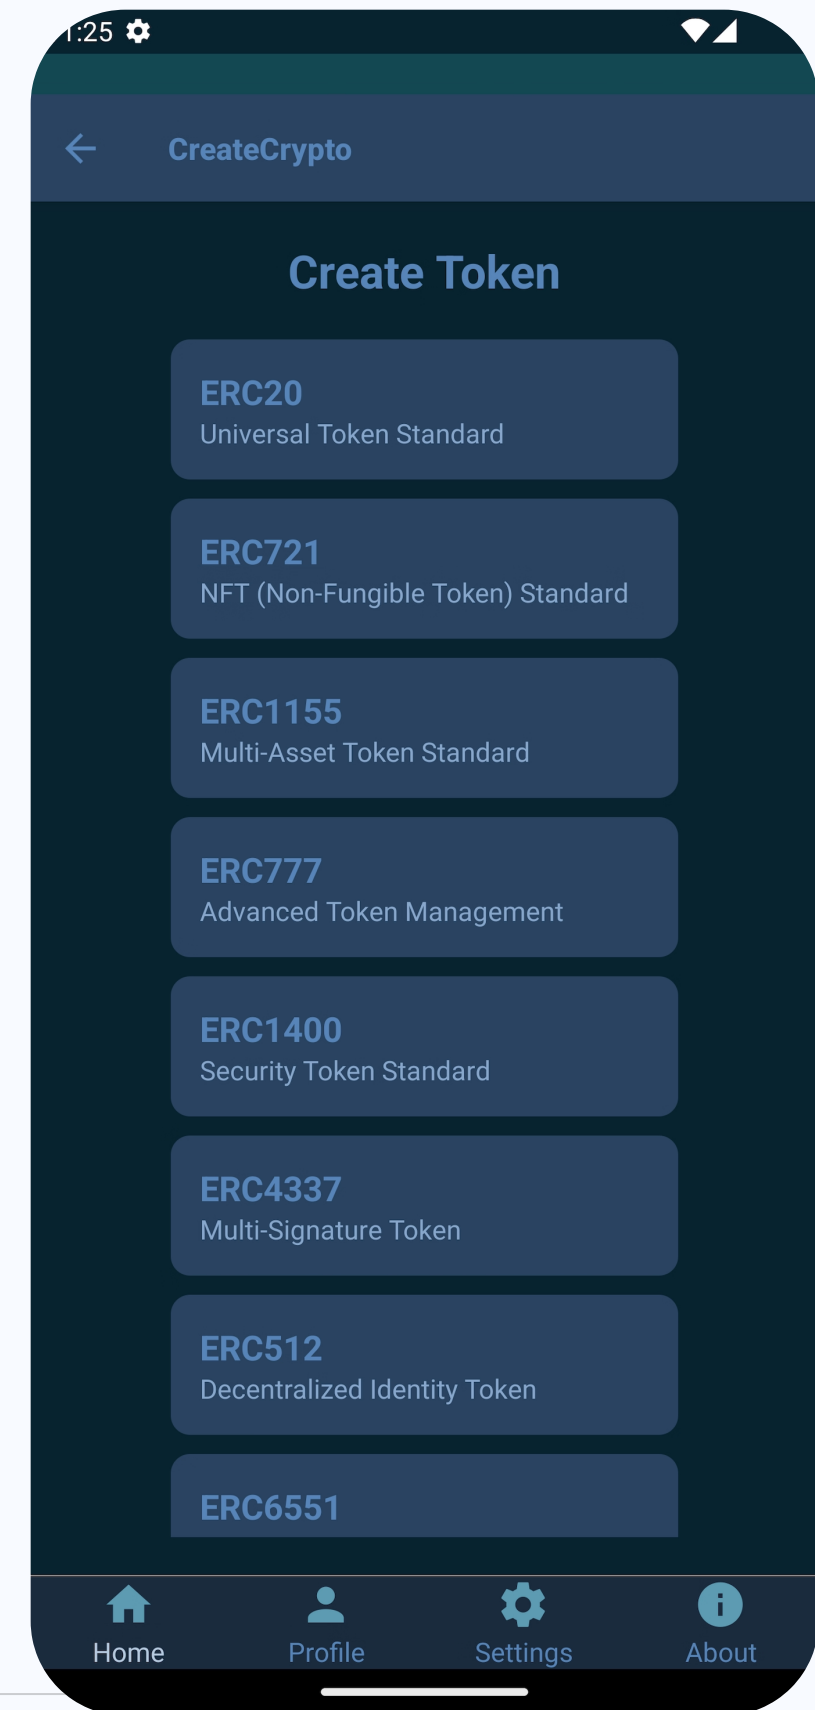 1:25
CreateCrypto
Create Token
ERC20
Universal Token Standard
ERC721
NFT (Non-Fungible Token) Standard
ERC1155
Multi-Asset Token Standard
ERC777
Advanced Token Management
ERC1400
Security Token Standard
ERC4337
Multi-Signature Token
ERC512
Decentralized Identity Token
ERC6551
Home Profile Settings About